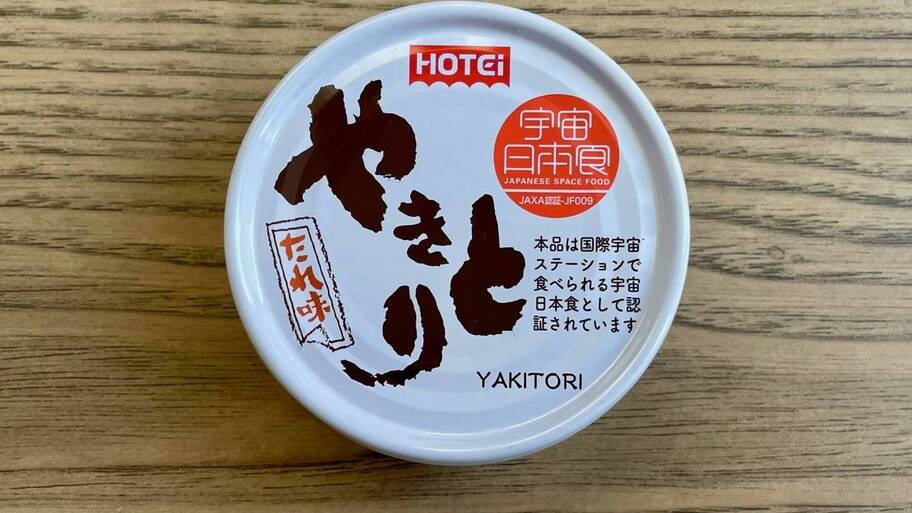 HOTEi
宇宙
日本食
JAPANESE SPACE FOOD
JAXA認証-JF009
やきとり
たれ味
本品は国際宇宙
ステーションで
食べられる宇宙
日本食として認
証されています
YAKITORI